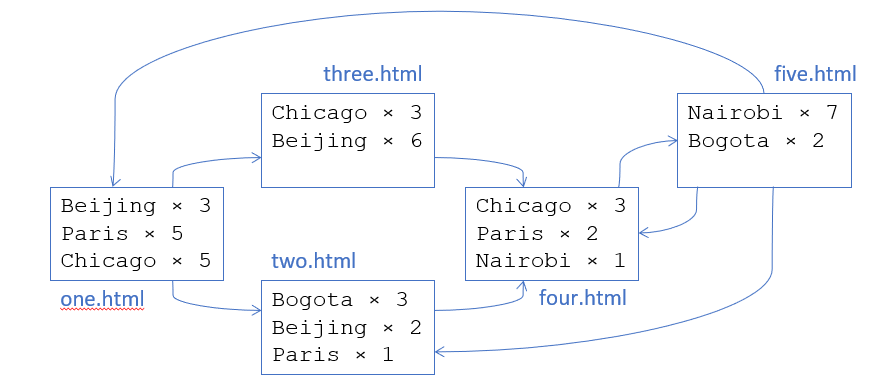 three.html
five.html
Chicago × 3
Beijing × 6
Nairobi × 7
Bogota × 2
Beijing × 3
Paris × 5
Chicago × 5
one.html
Chicago × 3
Paris × 2
Nairobi × 1
four.html
two.html
Bogota × 3
Beijing × 2
Paris × 1